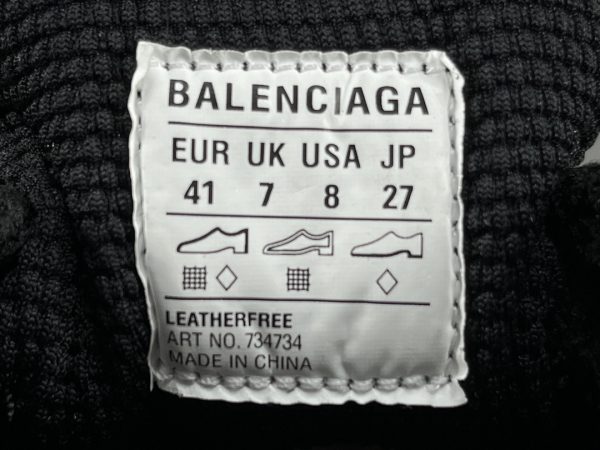 BALENCIAGA
EUR UK USA JP
41 7 8 27
LEATHERFREE
ART NO. 734734
MADE IN CHINA